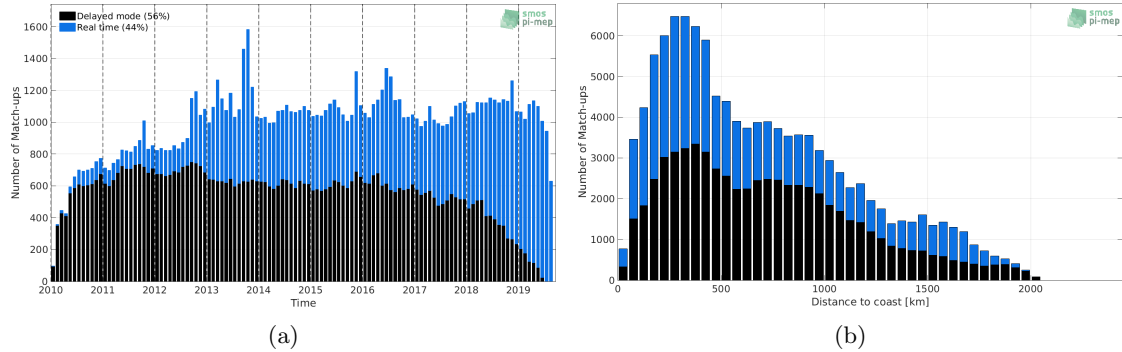 Delayed mode (56%)
Real time (44%)
smos
pi-mep
Number of Match-ups
1600
1400
1200
1000
800
600
400
200
0
2010 2011 2012 2013 2014 2015 2016 2017 2018 2019
Time
(a)
smos
pi-mep
Number of Match-ups
6000
5000
4000
3000
2000
1000
0
0 500 1000 1500 2000
Distance to coast [km]
(b)